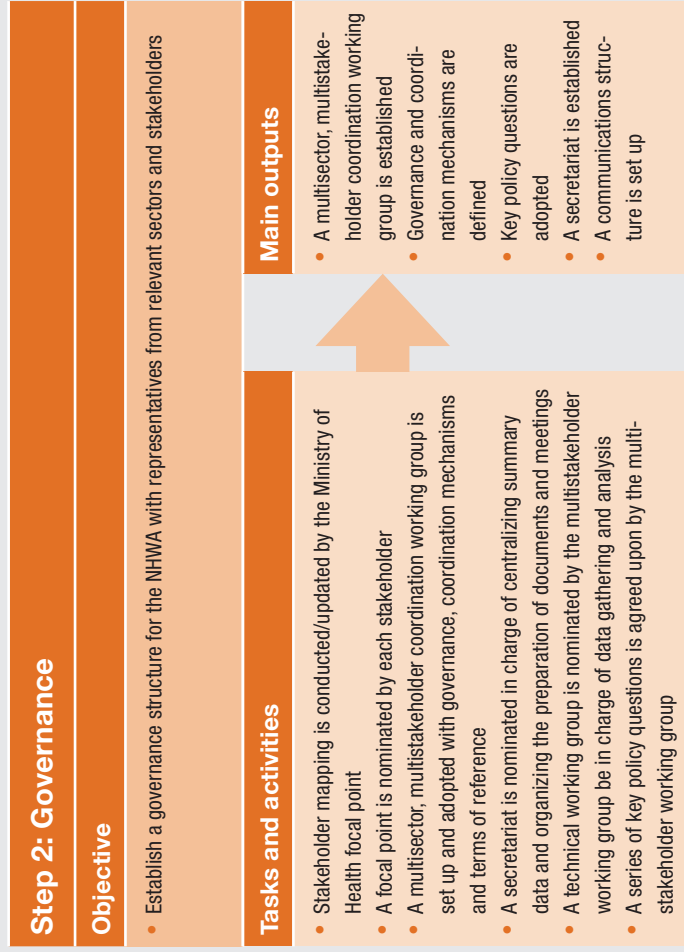 Step 2: Governance
Objective
• Establish a governance structure for the NHWA with representatives from relevant sectors and stakeholders
Tasks and activities
• Stakeholder mapping is conducted/updated by the Ministry of
Health focal point
• A focal point is nominated by each stakeholder
• A multisector, multistakeholder coordination working group is
set up and adopted with governance, coordination mechanisms
and terms of reference
• A secretariat is nominated in charge of centralizing summary
data and organizing the preparation of documents and meetings
• A technical working group is nominated by the multistakeholder
working group be in charge of data gathering and analysis
• A series of key policy questions is agreed upon by the multi-
stakeholder working group
Main outputs
• A multisector, multistake-
holder coordination working
group is established
• Governance and coordi-
nation mechanisms are
defined
• Key policy questions are
adopted
• A secretariat is established
• A communications struc-
ture is set up